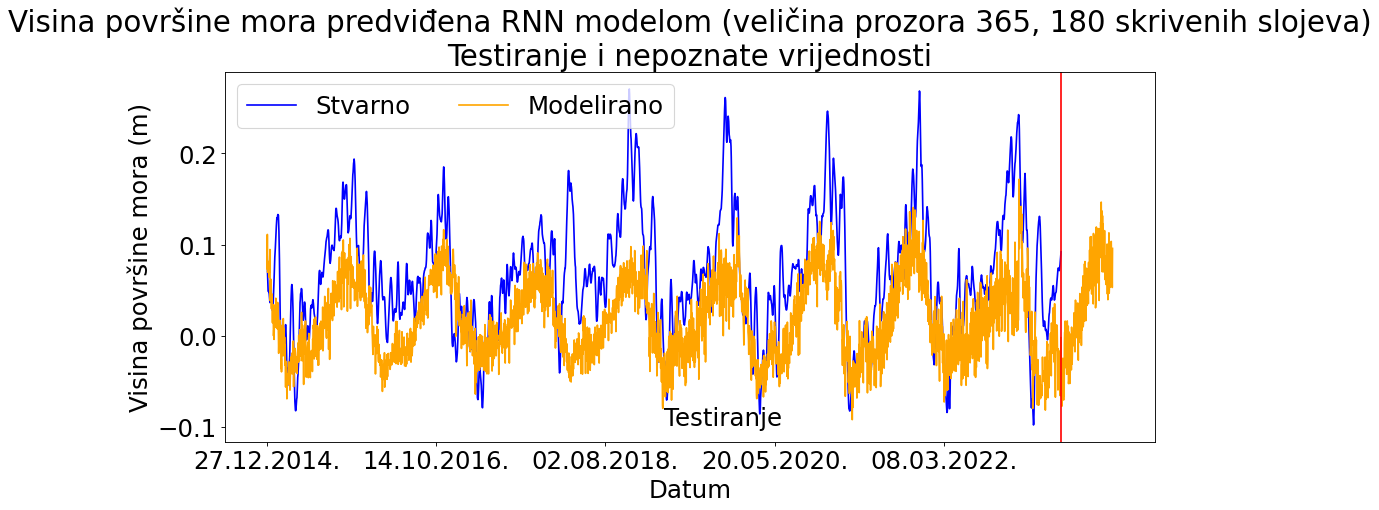 Visina površine mora predviđena RNN modelom (veličina prozora 365, 180 skrivenih slojeva)
Testiranje i nepoznate vrijednosti
Stvarno
Modelirano
Visina površine mora (m)
0.2
0.1
0.0
−0.1
Testiranje
27.12.2014.
14.10.2016.
02.08.2018.
20.05.2020.
08.03.2022.
Datum